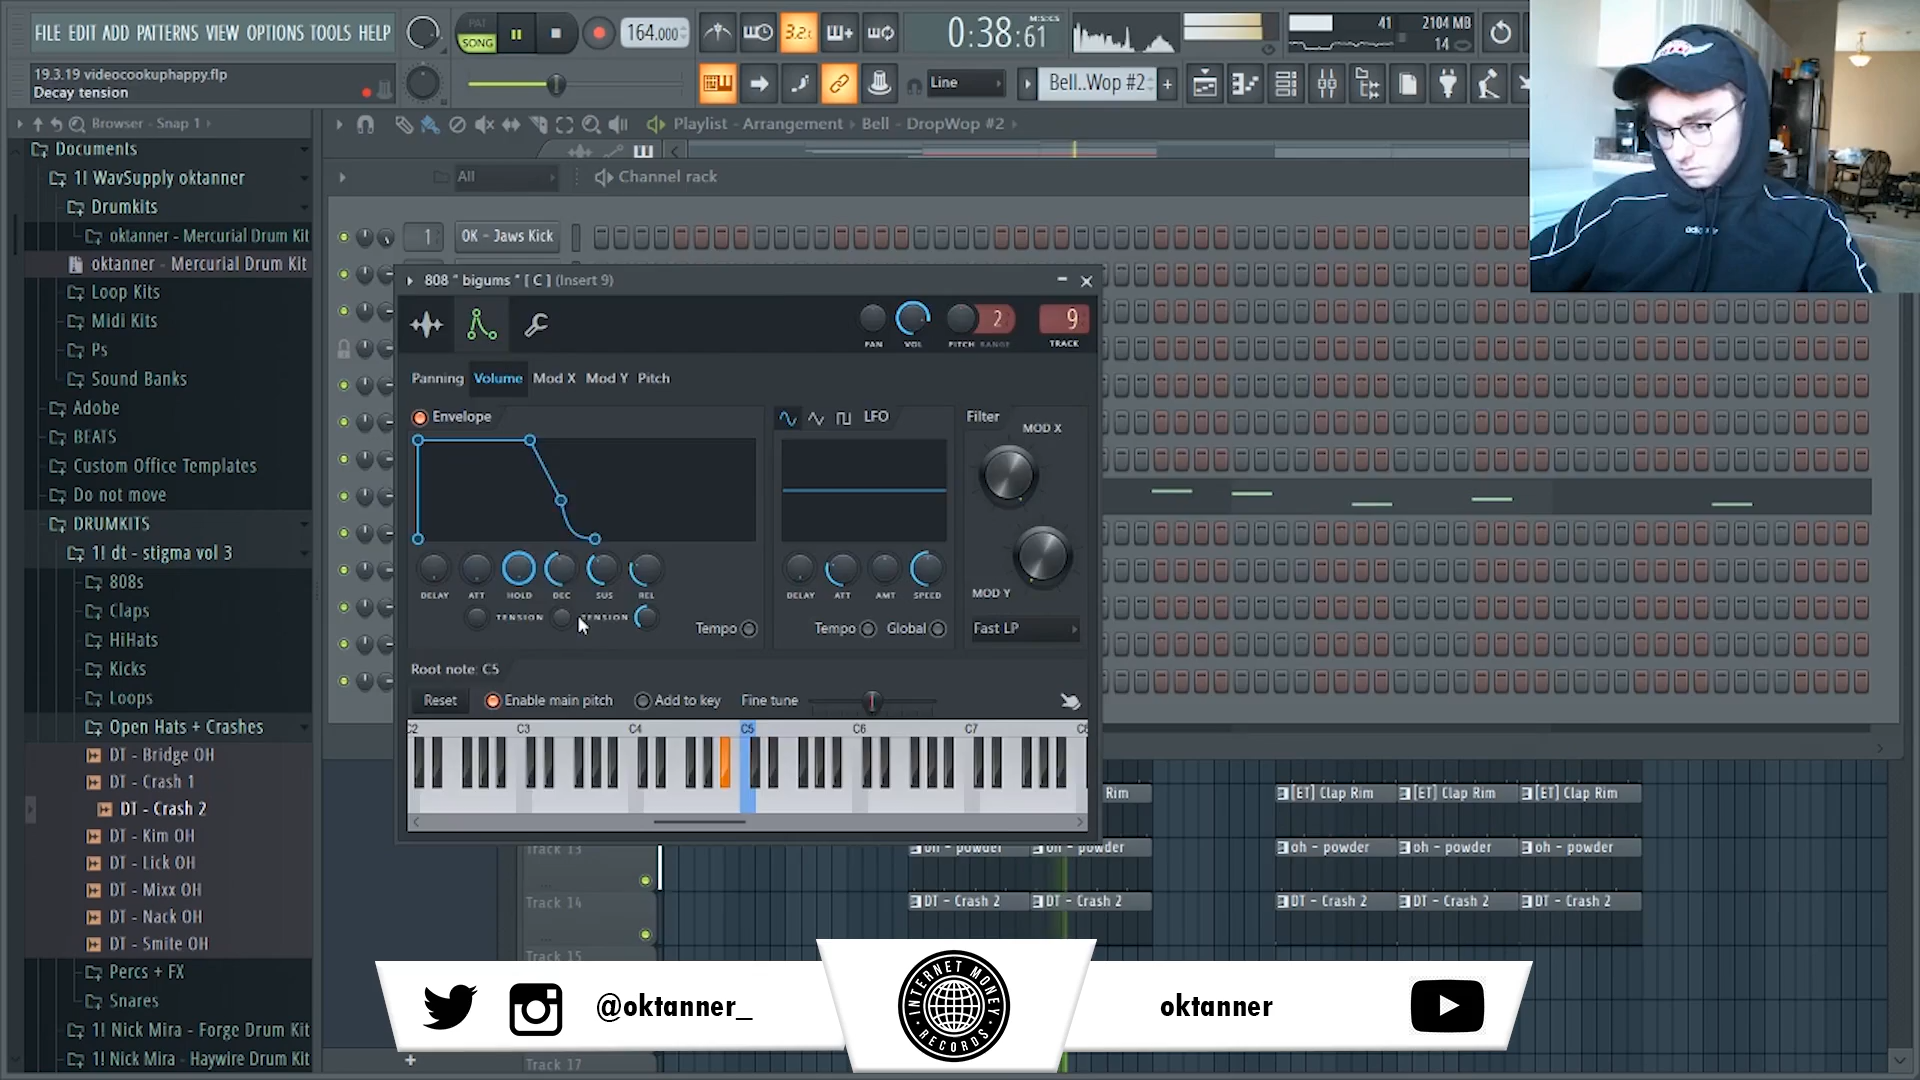 FILE EDIT ADD PATTERNS VIEW OPTIONS TOOLS HELP
PAT
SONG
164.000
3.2.
0:38:61
M:S:CS
41
2104 MB
14
19.3.19 videocookuphappy.flp
Decay tension
Line
Bell..Wop #2
Browser - Snap 1
Playlist - Arrangement › Bell - DropWop #2 ›
Documents
1! WavSupply oktanner
Drumkits
oktanner - Mercurial Drum Kit
oktanner - Mercurial Drum Kit
Loop Kits
Midi Kits
Ps
Sound Banks
Adobe
BEATS
Custom Office Templates
Do not move
DRUMKITS
1! dt - stigma vol 3
808s
Claps
HiHats
Kicks
Loops
Open Hats + Crashes
DT - Bridge OH
DT - Crash 1
DT - Crash 2
DT - Kim OH
DT - Lick OH
DT - Mixx OH
DT - Nack OH
DT - Smite OH
Percs + FX
Snares
1! Nick Mira - Forge Drum Kit
1! Nick Mira - Haywire Drum Kit
All
Channel rack
1
OK - Jaws Kick
808 " bigums " [ C ] (Insert 9)
2
9
PAN VOL PITCH RANGE TRACK
Panning Volume Mod X Mod Y Pitch
Envelope
LFO
Filter
MOD X
DELAY ATT HOLD DEC SUS REL
TENSION TENSION
Tempo
DELAY ATT AMT SPEED
Tempo Global
MOD Y
Fast LP
Root note: C5
Reset Enable main pitch Add to key Fine tune
C3 C4 C5 C6 C7
Rim
[ET] Clap Rim [ET] Clap Rim [ET] Clap Rim
Track 13
oh - powder oh - powder
oh - powder oh - powder oh - powder
Track 14
DT - Crash 2 DT - Crash 2
DT - Crash 2 DT - Crash 2 DT - Crash 2
Track 15
Track 17
@oktanner_
INTERNET MONEY
RECORDS
oktanner